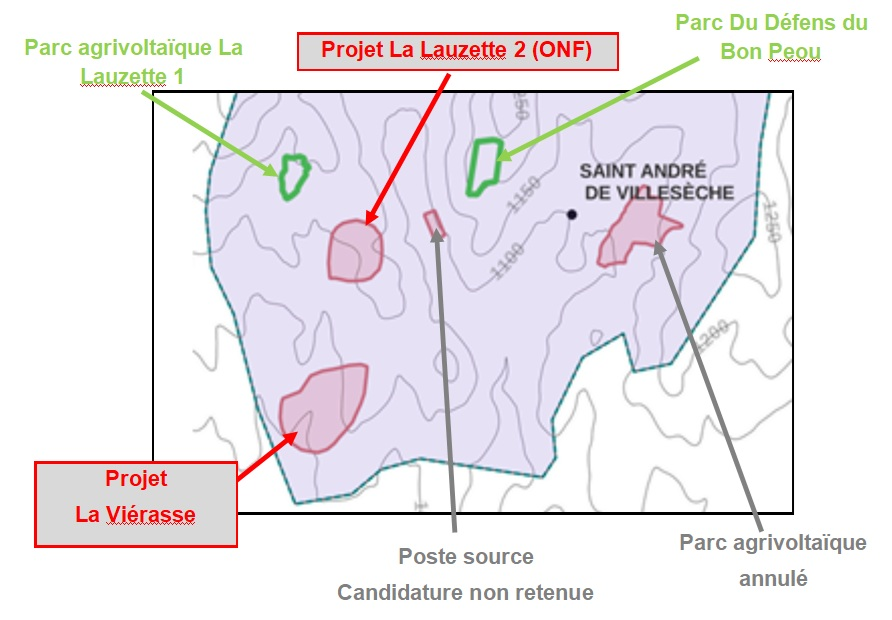 Parc agrivoltaïque La
Lauzette 1
Projet La Lauzette 2 (ONF)
Parc Du Défens du
Bon Peou
SAINT ANDRÉ
DE VILLESÈCHE
1150
1100
1250
1200
Projet
La Viérasse
Poste source
Candidature non retenue
Parc agrivoltaïque
annulé